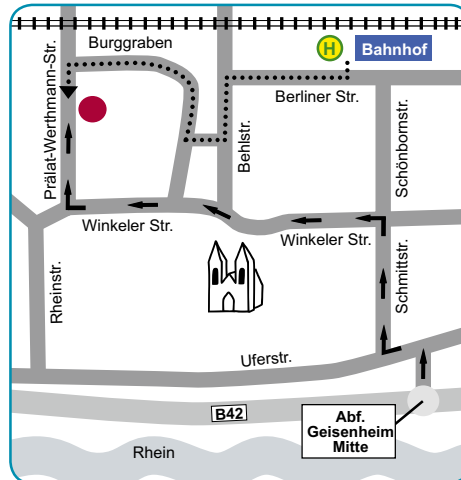 Burggraben
H
Bahnhof
Prälat-Werthmann-Str.
Berliner Str.
Behlstr.
Schönbornstr.
Winkeler Str.
Winkeler Str.
Rheinstr.
Schmittstr.
Uferstr.
B42
Abf.
Geisenheim
Mitte
Rhein